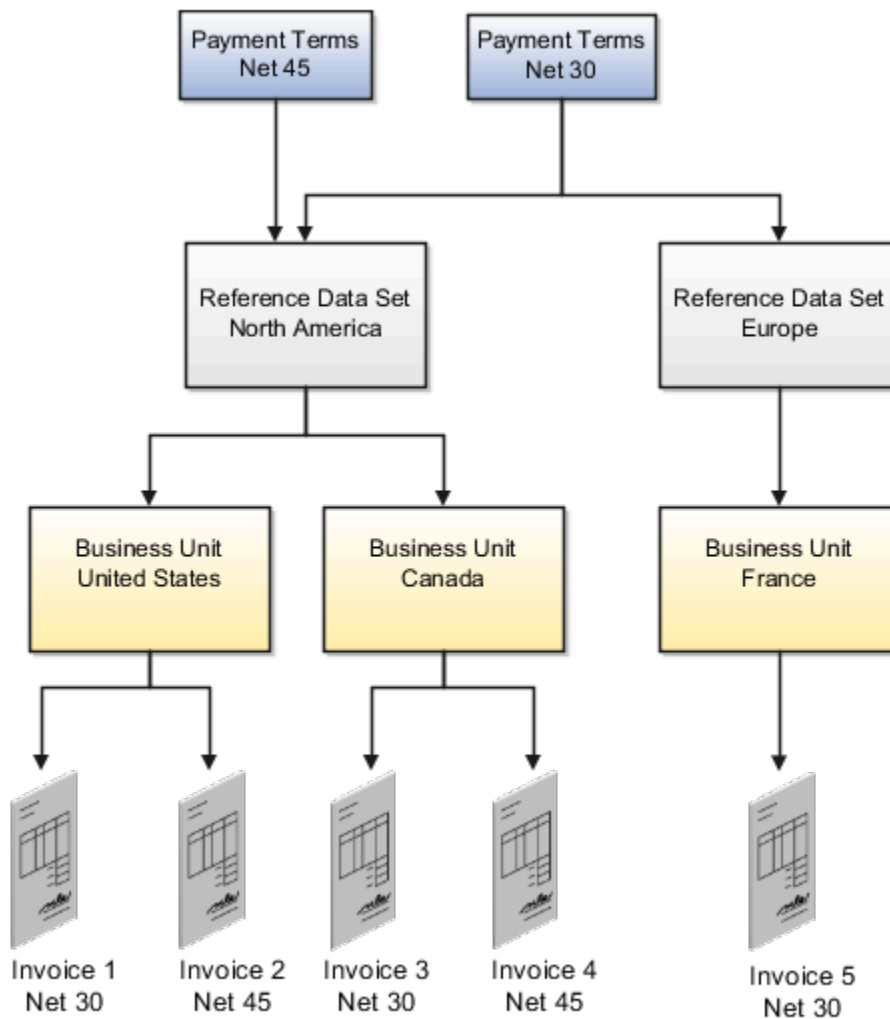 Payment Terms
Net 45
Payment Terms
Net 30
Reference Data Set
North America
Reference Data Set
Europe
Business Unit
United States
Business Unit
Canada
Business Unit
France
Invoice 1
Net 30
Invoice 2
Net 45
Invoice 3
Net 30
Invoice 4
Net 45
Invoice 5
Net 30